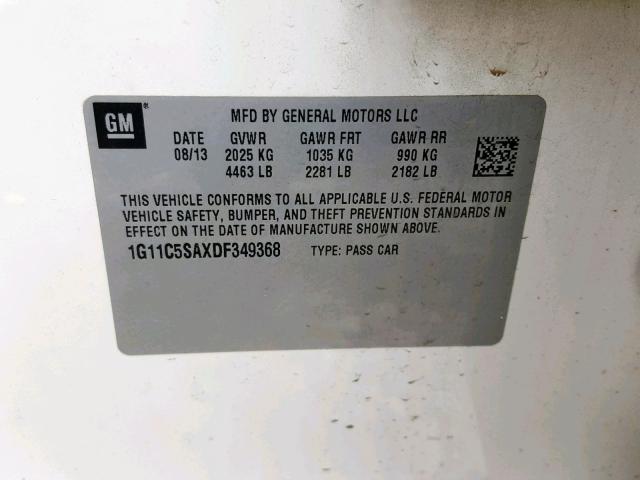 GM ®
MFD BY GENERAL MOTORS LLC
DATE GVWR GAWR FRT GAWR RR
08/13 2025 KG 1035 KG 990 KG
4463 LB 2281 LB 2182 LB
THIS VEHICLE CONFORMS TO ALL APPLICABLE U.S. FEDERAL MOTOR
VEHICLE SAFETY, BUMPER, AND THEFT PREVENTION STANDARDS IN
EFFECT ON THE DATE OF MANUFACTURE SHOWN ABOVE.
1G11C5SAXDF349368 TYPE: PASS CAR